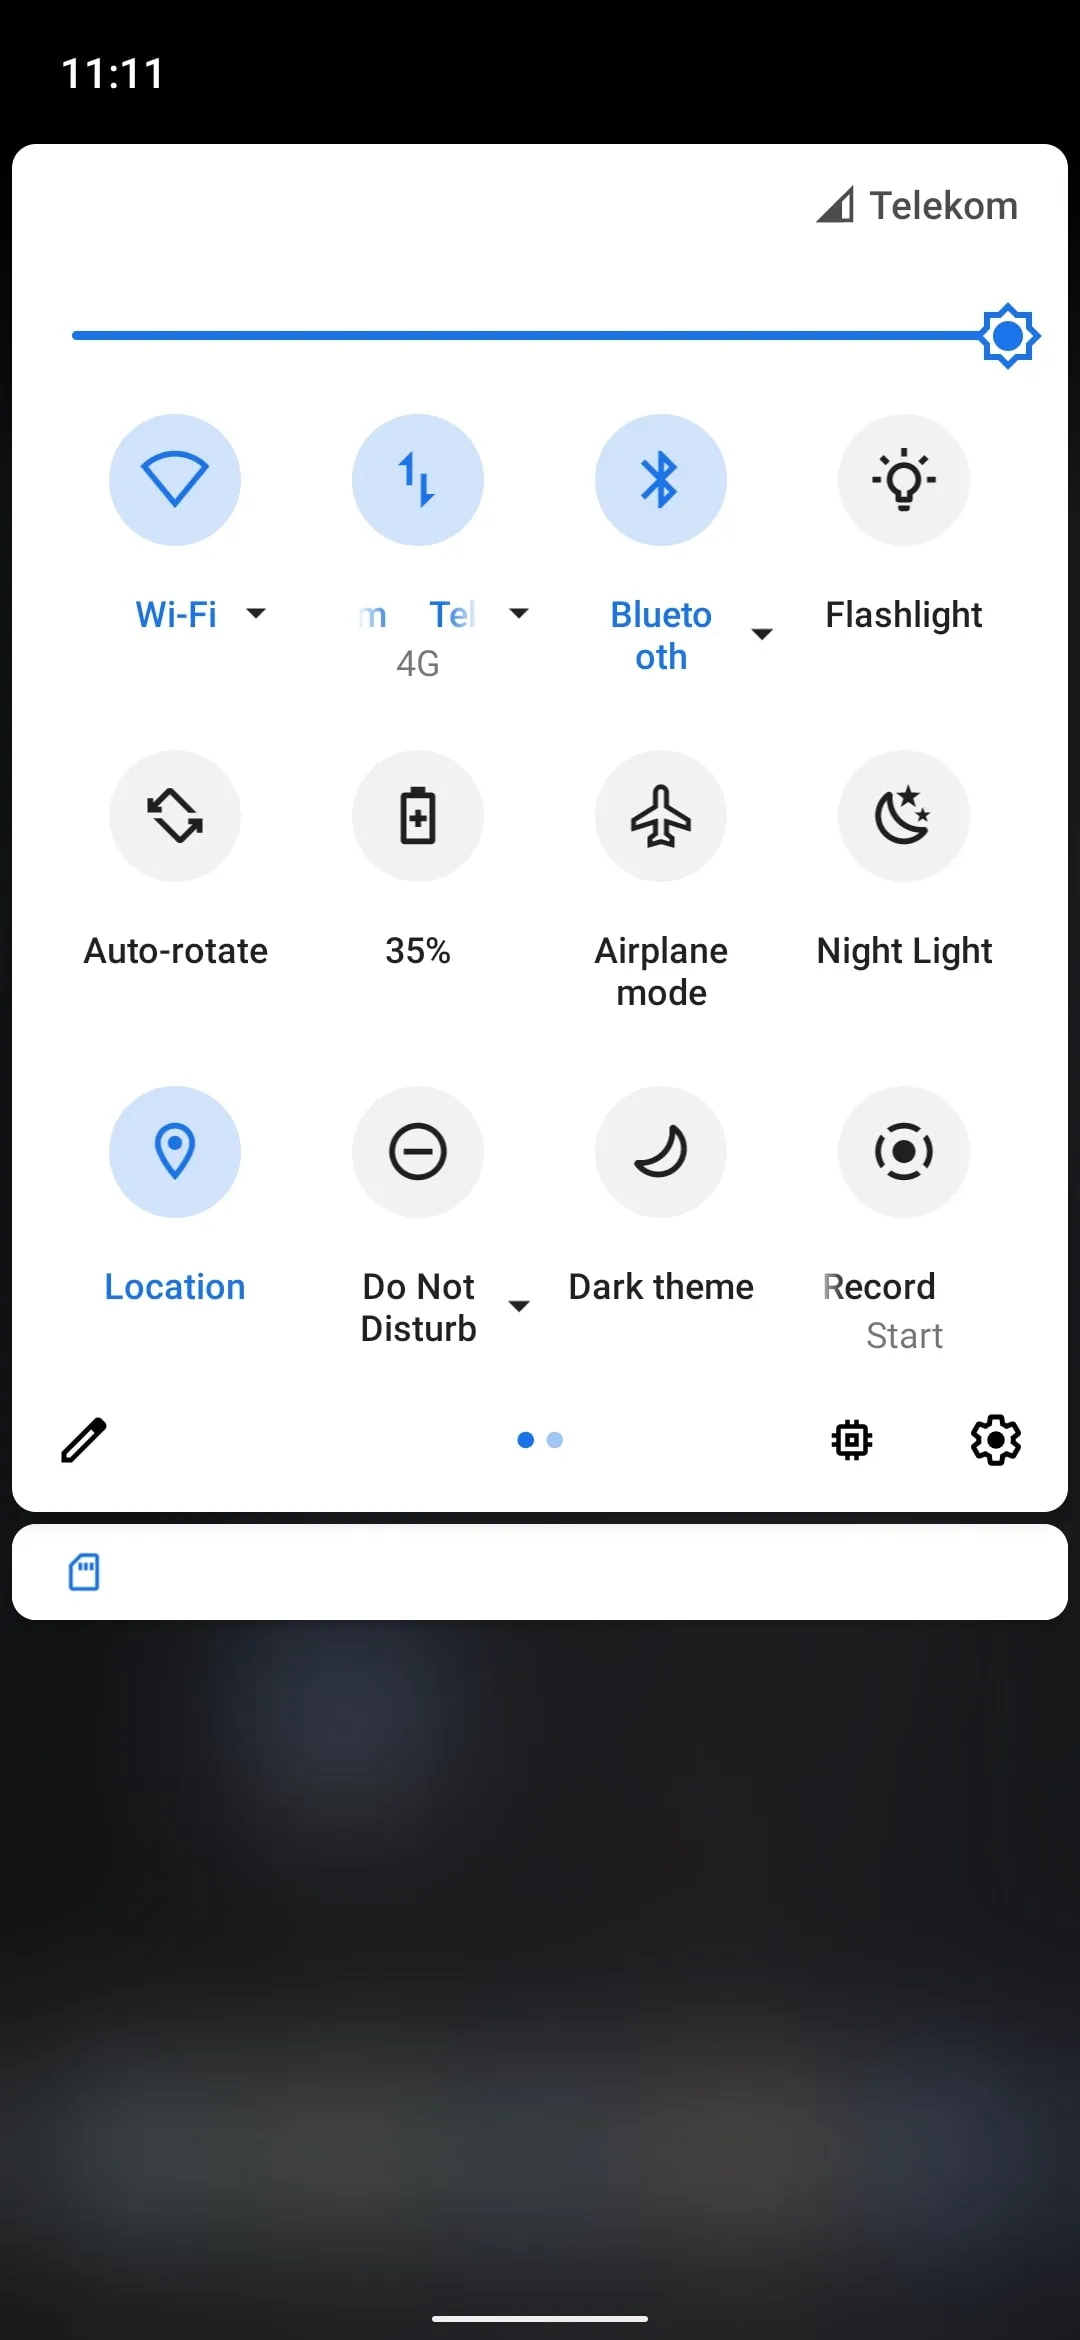 11:11
Telekom
Wi-Fi
m Tel
4G
Blueto
oth
Flashlight
Auto-rotate
35%
Airplane
mode
Night Light
Location
Do Not
Disturb
Dark theme
Record
Start